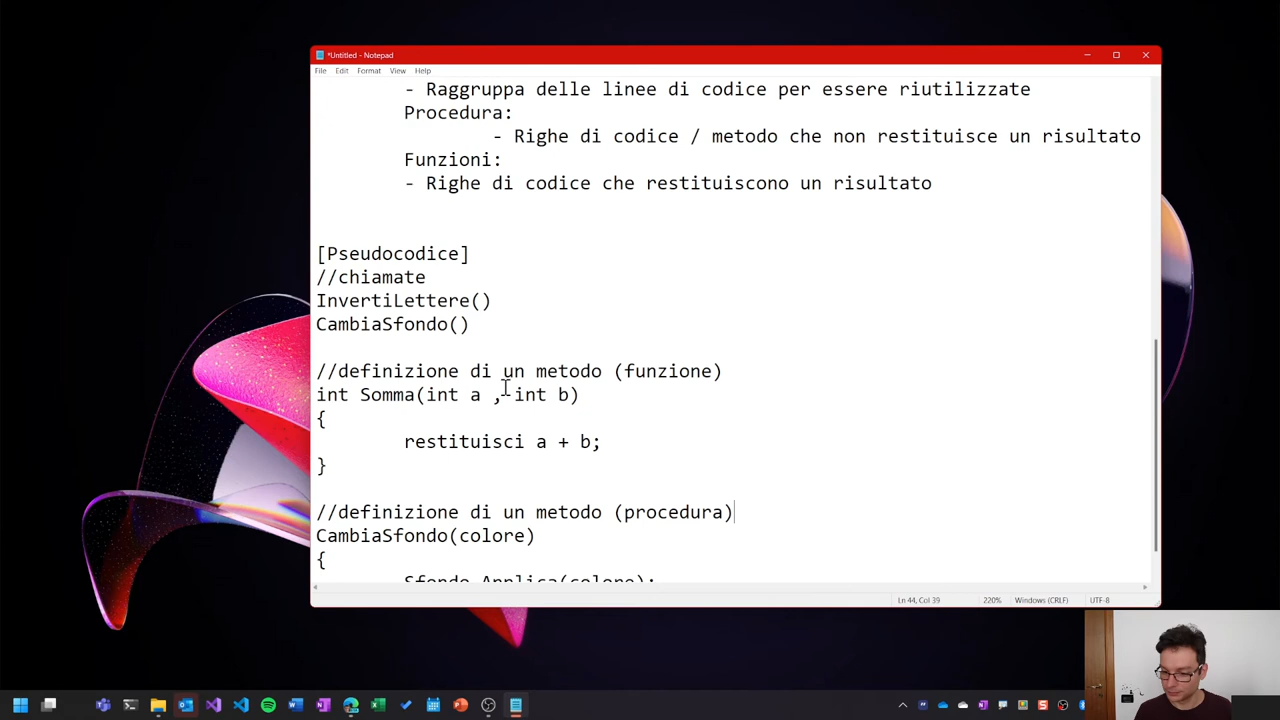 *Untitled - Notepad
File Edit Format View Help
- Raggruppa delle linee di codice per essere riutilizzate
Procedura:
- Righe di codice / metodo che non restituisce un risultato
Funzioni:
- Righe di codice che restituiscono un risultato
[Pseudocodice]
//chiamate
InvertiLettere()
CambiaSfondo()
//definizione di un metodo (funzione)
int Somma(int a , int b)
{
restituisci a + b;
}
//definizione di un metodo (procedura)
CambiaSfondo(colore)
{
Sfondo.Applica(colore);
Ln 44, Col 39 220% Windows (CRLF) UTF-8